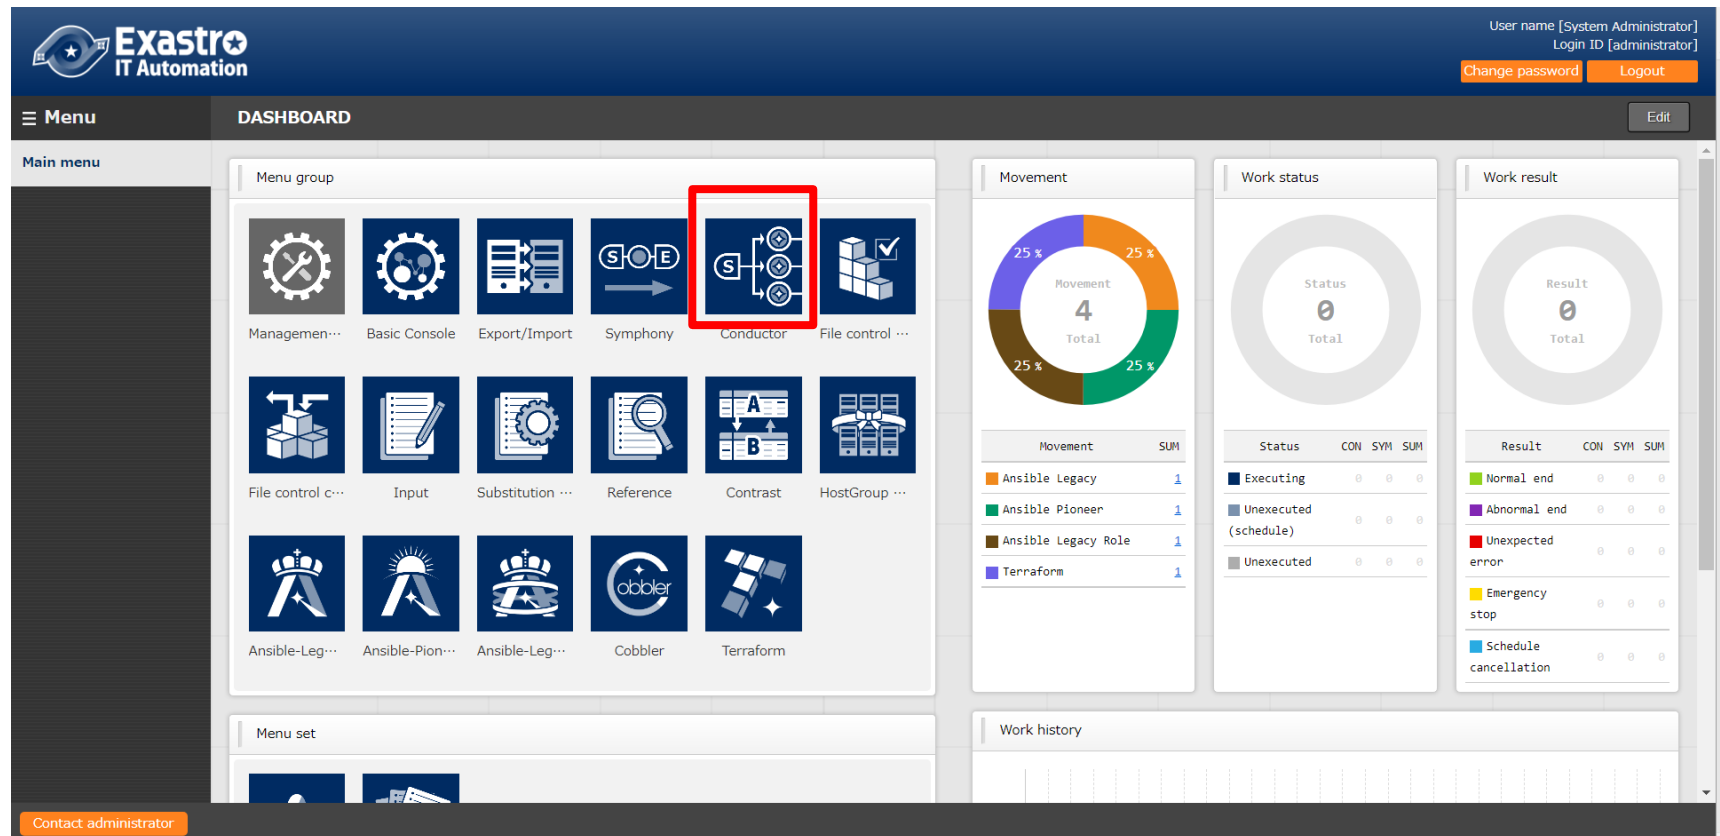 Exastro
IT Automation
User name [System Administrator]
Login ID [administrator]
Change password
Logout
Menu
DASHBOARD
Edit
Main menu
Menu group
S O E
S
Managemen···
Basic Console
Export/Import
Symphony
Conductor
File control ···
A
B
File control c···
Input
Substitution ···
Reference
Contrast
HostGroup ···
Cobbler
Ansible-Leg···
Ansible-Pion···
Ansible-Leg···
Cobbler
Terraform
Menu set
Movement
25 %
25 %
Movement
4
Total
25 %
25 %
Movement SUM
Ansible Legacy 1
Ansible Pioneer 1
Ansible Legacy Role 1
Terraform 1
Work status
Status
0
Total
Status CON SYM SUM
Executing 0 0 0
Unexecuted
(schedule) 0 0 0
Unexecuted 0 0 0
Work result
Result
0
Total
Result CON SYM SUM
Normal end 0 0 0
Abnormal end 0 0 0
Unexpected
error 0 0 0
Emergency
stop 0 0 0
Schedule
cancellation 0 0 0
Work history
Contact administrator